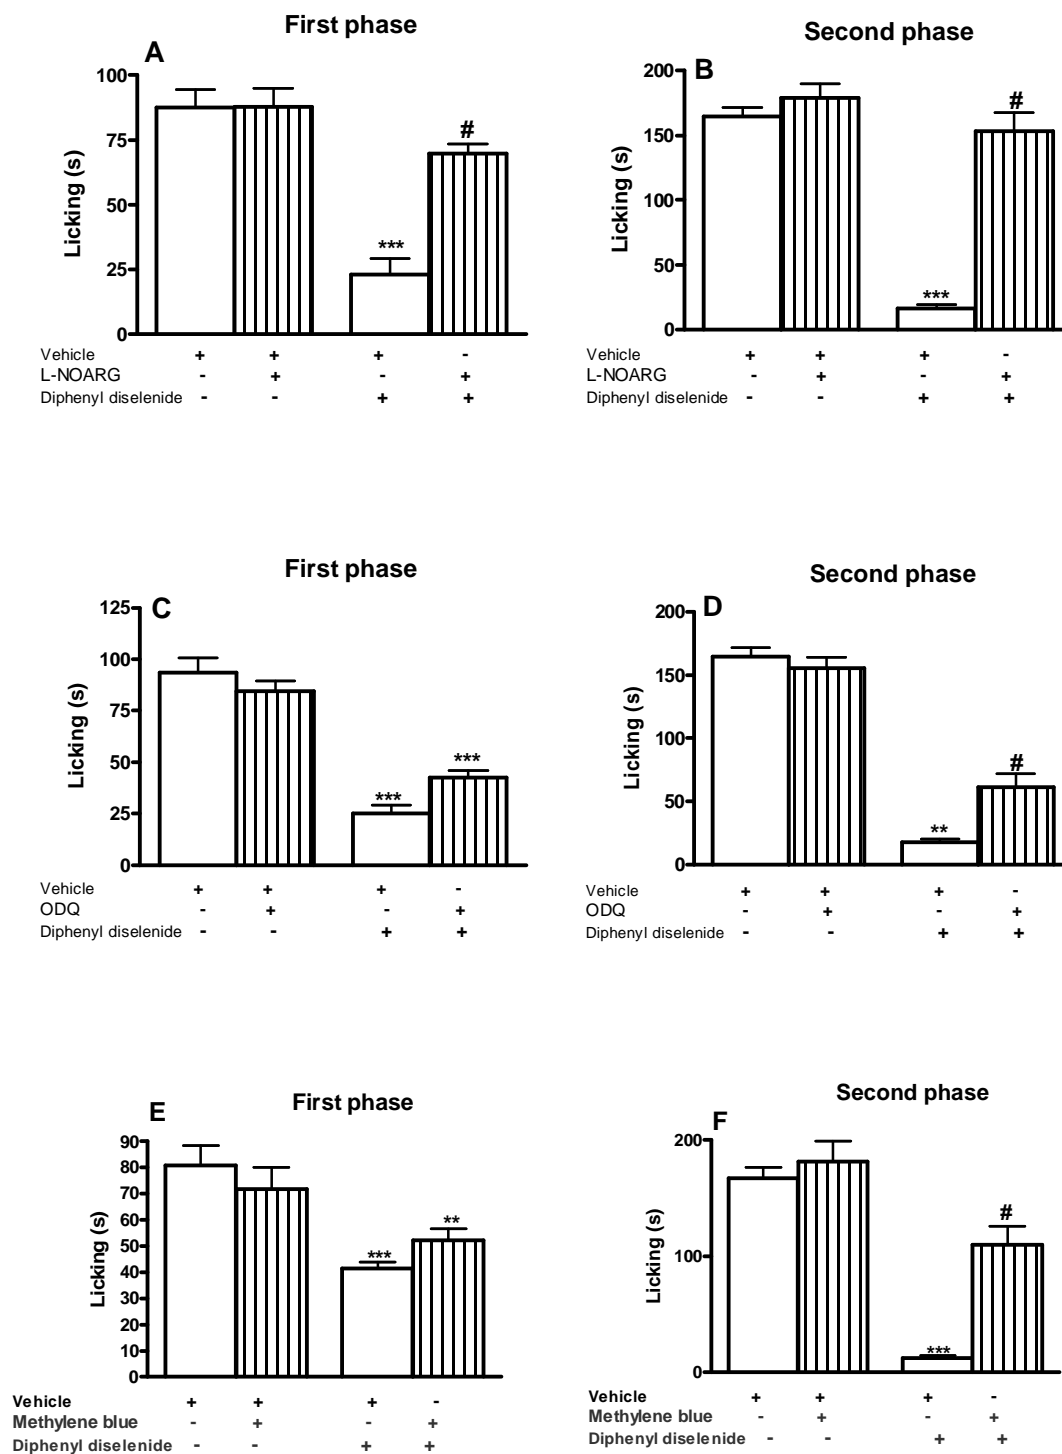 First phase
A
100
75
50
25
0
Licking (s)
***
#
Vehicle + + + -
L-NOARG - + - +
Diphenyl diselenide - - + +
Second phase
B
200
150
100
50
0
Licking (s)
***
#
Vehicle + + + -
L-NOARG - + - +
Diphenyl diselenide - - + +
First phase
C
125
100
75
50
25
0
Licking (s)
***
***
Vehicle + + + -
ODQ - + - +
Diphenyl diselenide - - + +
Second phase
D
200
150
100
50
0
Licking (s)
**
#
Vehicle + + + -
ODQ - + - +
Diphenyl diselenide - - + +
First phase
E
90
80
70
60
50
40
30
20
10
0
Licking (s)
***
**
Vehicle + + + -
Methylene blue - + - +
Diphenyl diselenide - - + +
Second phase
F
200
100
0
Licking (s)
***
#
Vehicle + + + -
Methylene blue - + - +
Diphenyl diselenide - - + +